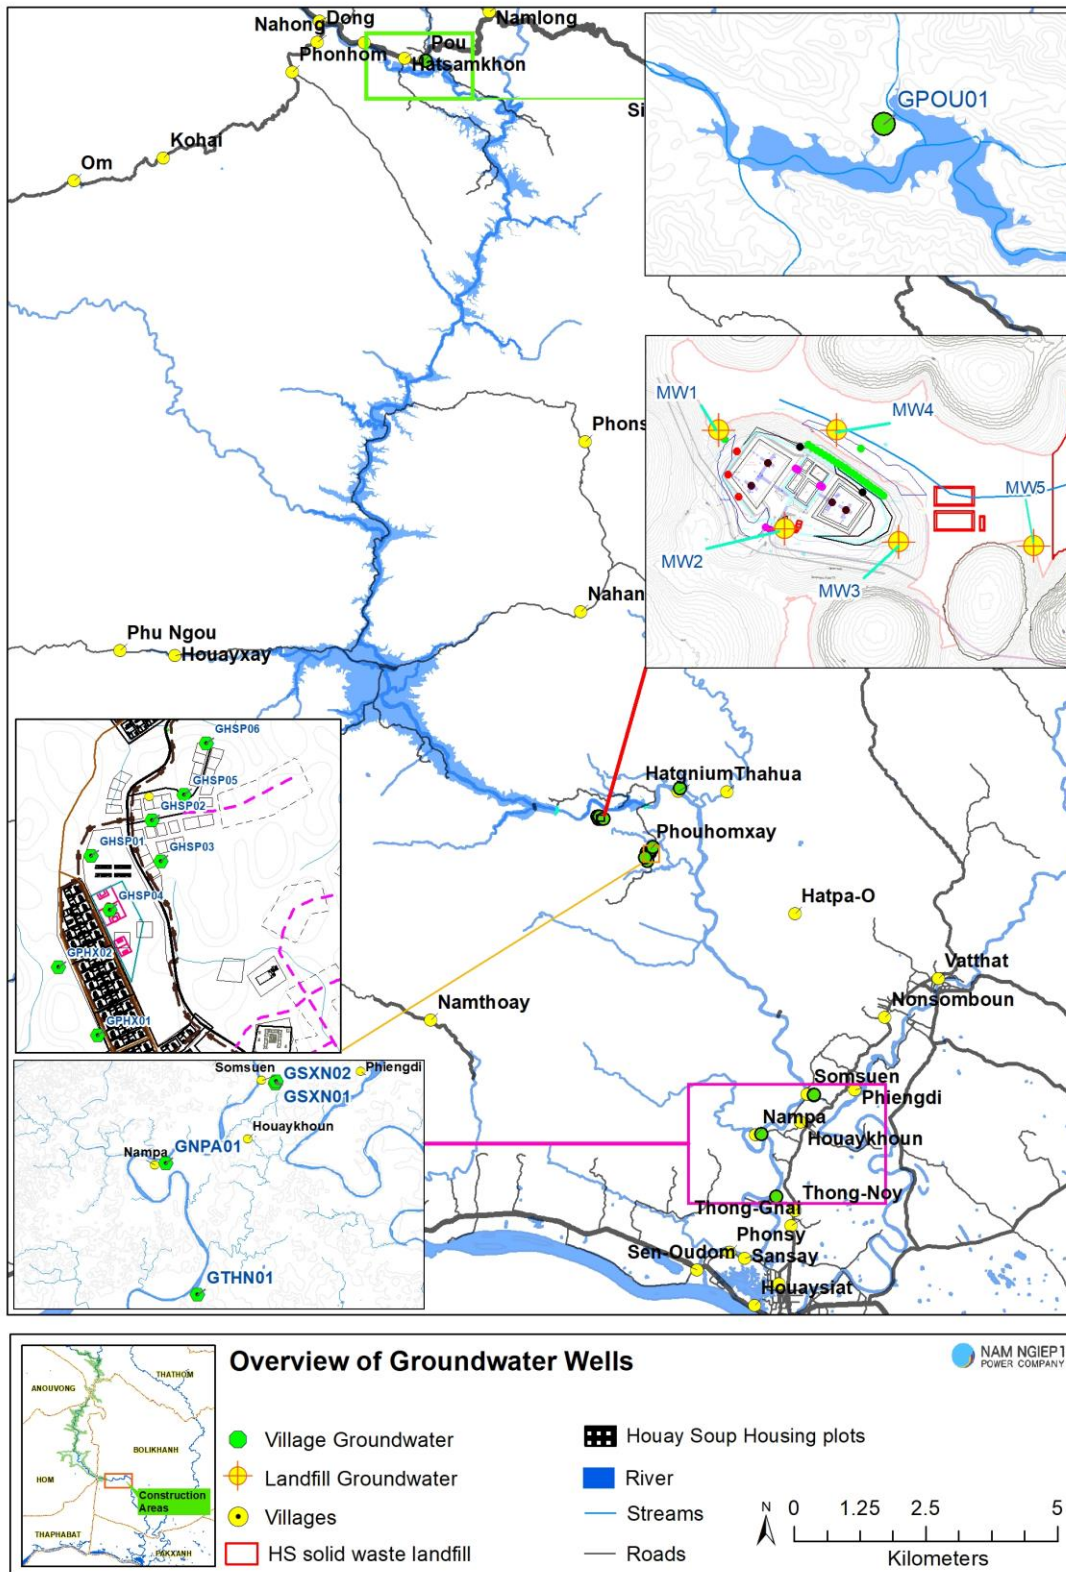 Nahong
Dong
Namlong
Phonhom
Pou
Hatsamkhon
Si
GPOU01
Kohai
Om
MW1
MW4
MW5
MW2
MW3
Phons
Nahan
Phu Ngou
Houayxay
GHSP06
GHSP05
GHSP02
GHSP01
GHSP03
GHSP04
GPHX02
GPHX01
Hatgnium
Thahua
Phouhomxay
Hatpa-O
Vatthat
Nonsomboun
Namthoay
Somsuen
GSXN02
Phiengdi
GSXN01
Houaykhoun
GNPA01
Nampa
GTHN01
Somsuen
Phiengdi
Nampa
Houaykhoun
Thong-Noy
Thong-Gnai
Phonsy
Sen-Oudom
Sansay
Houaysiat
ANOUVONG
THATHOM
BOLIKHANH
HOM
Construction
Areas
THAPHABAT
PAKXANH
Overview of Groundwater Wells
NAM NGIEP1
POWER COMPANY
Village Groundwater
Landfill Groundwater
Villages
HS solid waste landfill
Houay Soup Housing plots
River
Streams
Roads
N
0 1.25 2.5 5
Kilometers